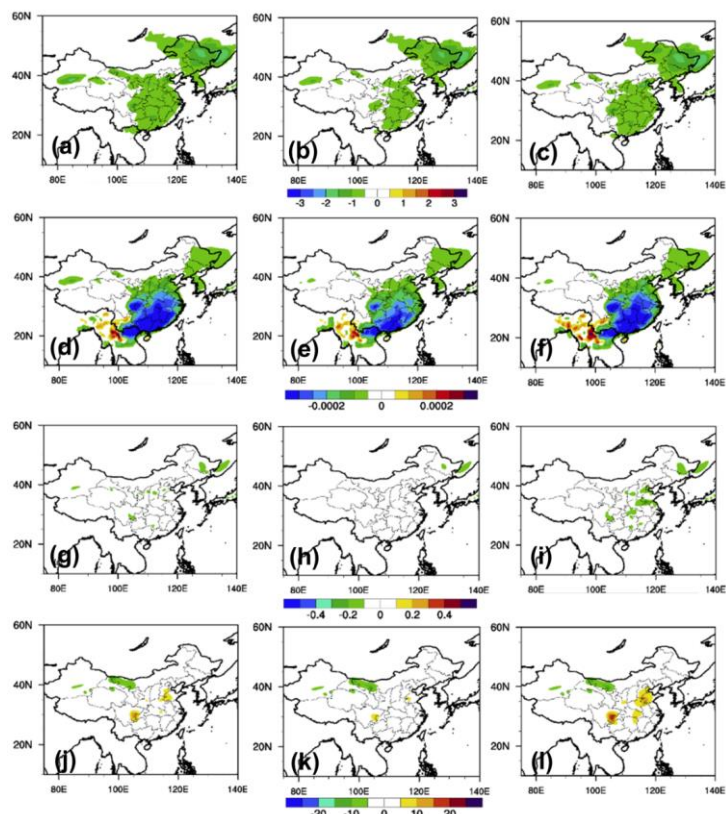 60N 60N 60N
40N 40N 40N
20N 20N 20N
(a) (b) (c)
80E 100E 120E 140E 80E 100E 120E 140E 80E 100E 120E 140E
-3 -2 -1 0 1 2 3
60N 60N 60N
40N 40N 40N
20N 20N 20N
(d) (e) (f)
80E 100E 120E 140E 80E 100E 120E 140E 80E 100E 120E 140E
-0.0002 0 0.0002
60N 60N 60N
40N 40N 40N
20N 20N 20N
(g) (h) (i)
80E 100E 120E 140E 80E 100E 120E 140E 80E 100E 120E 140E
-0.4 -0.2 0 0.2 0.4
60N 60N 60N
40N 40N 40N
20N 20N 20N
(j) (k) (l)
80E 100E 120E 140E 80E 100E 120E 140E 80E 100E 120E 140E
-20 -10 0 10 20